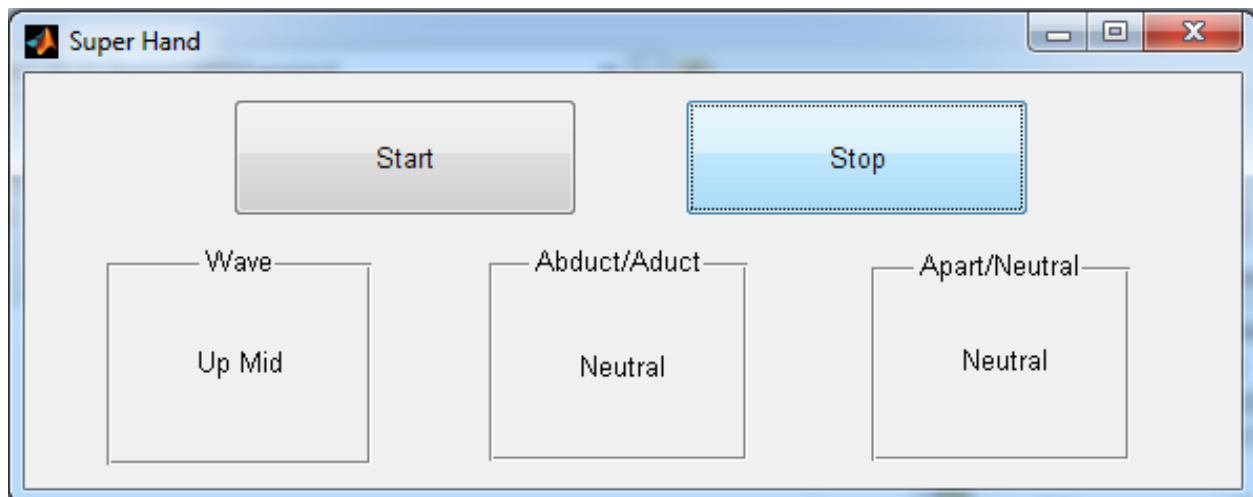 Super Hand
Start
Stop
Wave
Abduct/Aduct
Apart/Neutral
Up Mid
Neutral
Neutral